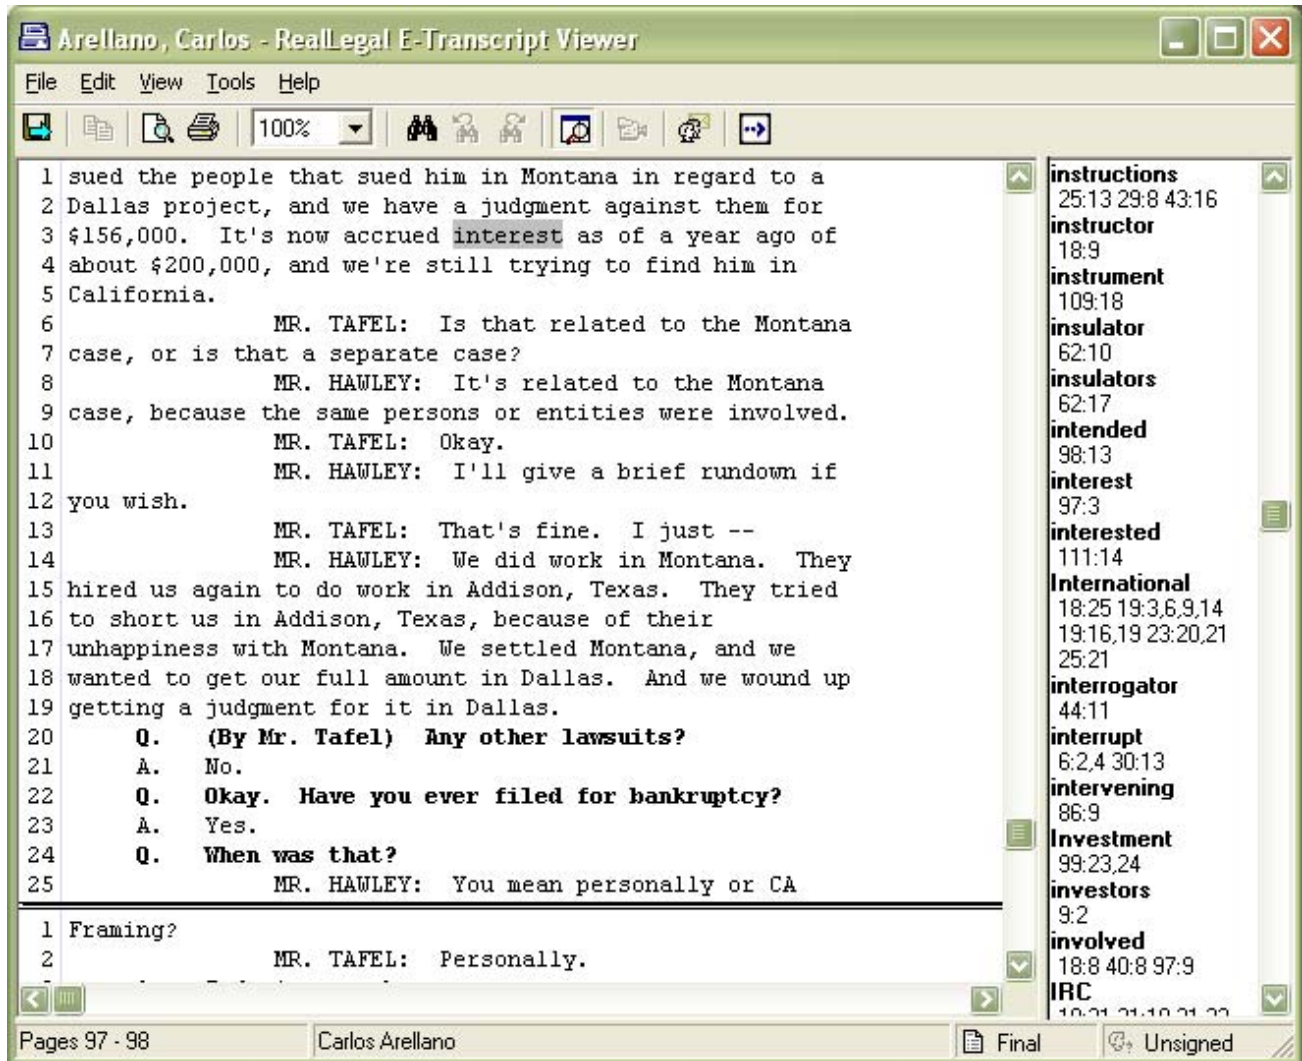 Arellano, Carlos - RealLegal E-Transcript Viewer
File Edit View Tools Help
100%
1 sued the people that sued him in Montana in regard to a
2 Dallas project, and we have a judgment against them for
3 $156,000. It's now accrued interest as of a year ago of
4 about $200,000, and we're still trying to find him in
5 California.
6 MR. TAFEL: Is that related to the Montana
7 case, or is that a separate case?
8 MR. HAWLEY: It's related to the Montana
9 case, because the same persons or entities were involved.
10 MR. TAFEL: Okay.
11 MR. HAWLEY: I'll give a brief rundown if
12 you wish.
13 MR. TAFEL: That's fine. I just --
14 MR. HAWLEY: We did work in Montana. They
15 hired us again to do work in Addison, Texas. They tried
16 to short us in Addison, Texas, because of their
17 unhappiness with Montana. We settled Montana, and we
18 wanted to get our full amount in Dallas. And we wound up
19 getting a judgment for it in Dallas.
20 Q. (By Mr. Tafel) Any other lawsuits?
21 A. No.
22 Q. Okay. Have you ever filed for bankruptcy?
23 A. Yes.
24 Q. When was that?
25 MR. HAWLEY: You mean personally or CA
1 Framing?
2 MR. TAFEL: Personally.
instructions
25:13 29:8 43:16
instructor
18:9
instrument
109:18
insulator
62:10
insulators
62:17
intended
98:13
interest
97:3
interested
111:14
International
18:25 19:3,6,9,14
19:16,19 23:20,21
25:21
interrogator
44:11
interrupt
6:2,4 30:13
intervening
86:9
Investment
99:23,24
investors
9:2
involved
18:8 40:8 97:9
IRC
Pages 97 - 98 Carlos Arellano Final Unsigned